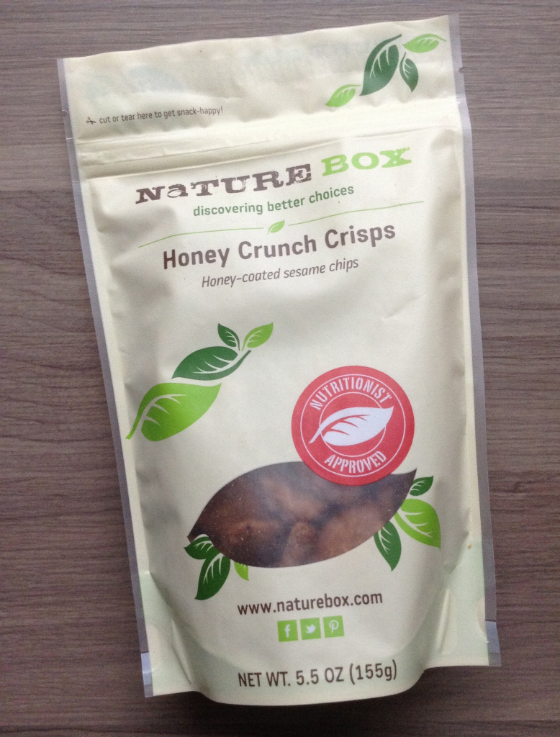 cut or tear here to get snack-happy!
NaTURE BOX
discovering better choices
Honey Crunch Crisps
Honey-coated sesame chips
NUTRITIONIST
APPROVED
www.naturebox.com
NET WT. 5.5 OZ (155g)